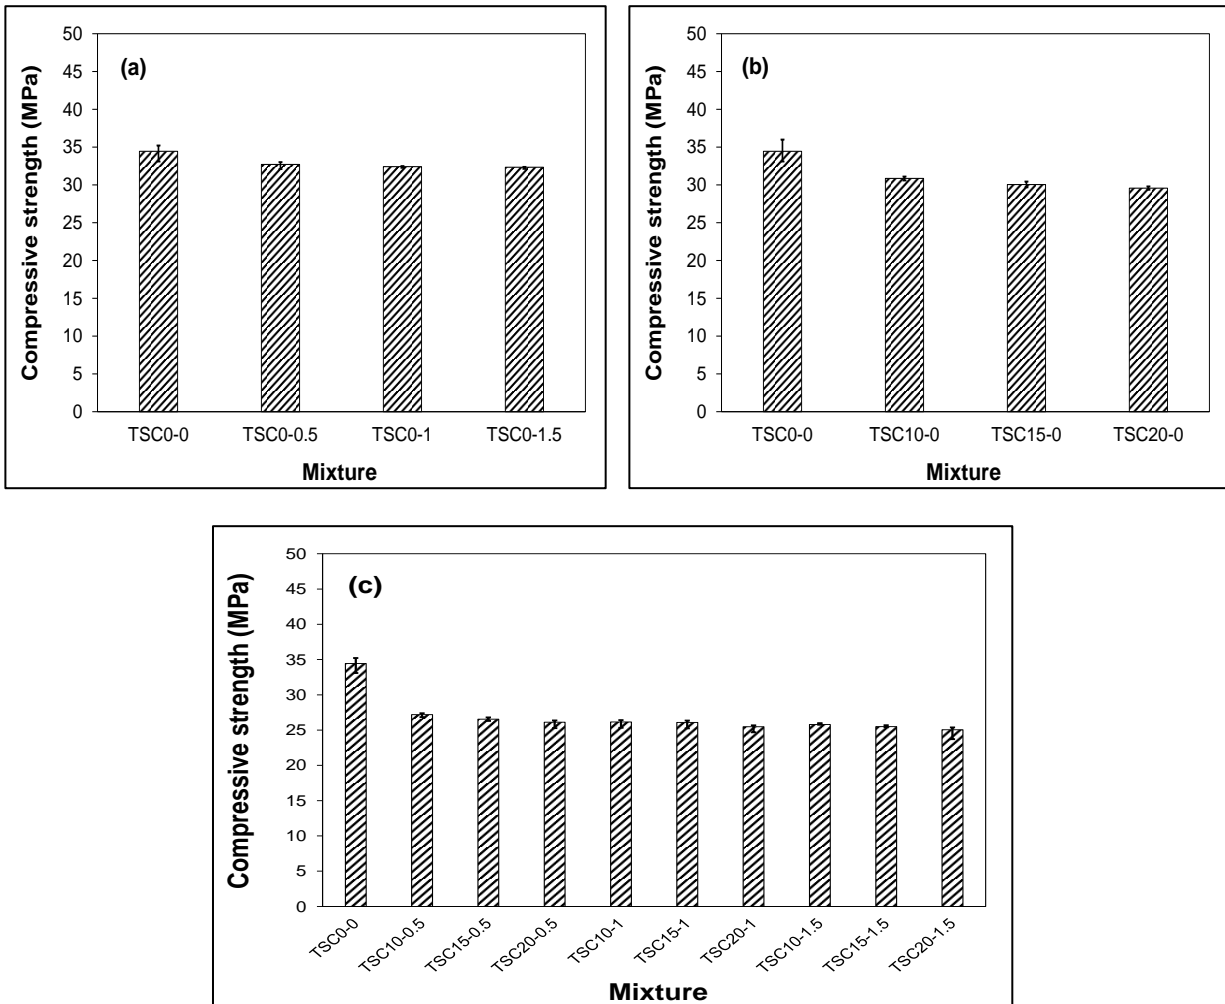 (a)
Compressive strength (MPa)
50
45
40
35
30
25
20
15
10
5
0
TSC0-0 TSC0-0.5 TSC0-1 TSC0-1.5
Mixture
(b)
Compressive strength (MPa)
50
45
40
35
30
25
20
15
10
5
0
TSC0-0 TSC10-0 TSC15-0 TSC20-0
Mixture
(c)
Compressive strength (MPa)
50
45
40
35
30
25
20
15
10
5
0
TSC0-0 TSC10-0.5 TSC15-0.5 TSC20-0.5 TSC10-1 TSC15-1 TSC20-1 TSC10-1.5 TSC15-1.5 TSC20-1.5
Mixture